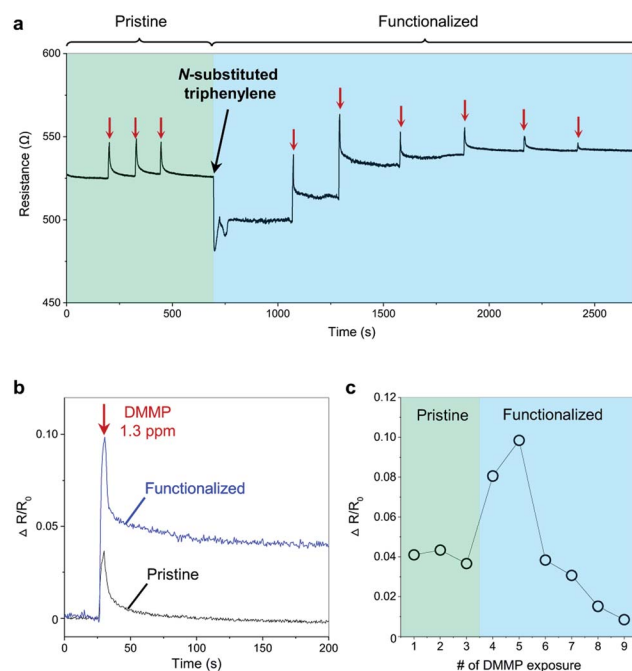 Pristine
Functionalized
a
600
550
500
450
Resistance (Ω)
N-substituted
triphenylene
0
500
1000
1500
2000
2500
Time (s)
b
DMMP
1.3 ppm
Functionalized
Pristine
0.10
0.05
0
Δ R/R0
0
50
100
150
200
Time (s)
c
Pristine
Functionalized
0.12
0.10
0.08
0.06
0.04
0.02
0
Δ R/R0
1
2
3
4
5
6
7
8
9
# of DMMP exposure